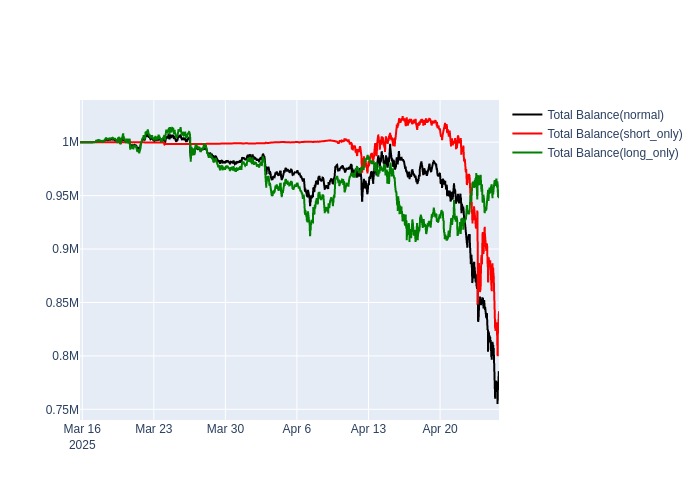 Total Balance(normal)
Total Balance(short_only)
Total Balance(long_only)
1M
0.95M
0.9M
0.85M
0.8M
0.75M
Mar 16 Mar 23 Mar 30 Apr 6 Apr 13 Apr 20
2025